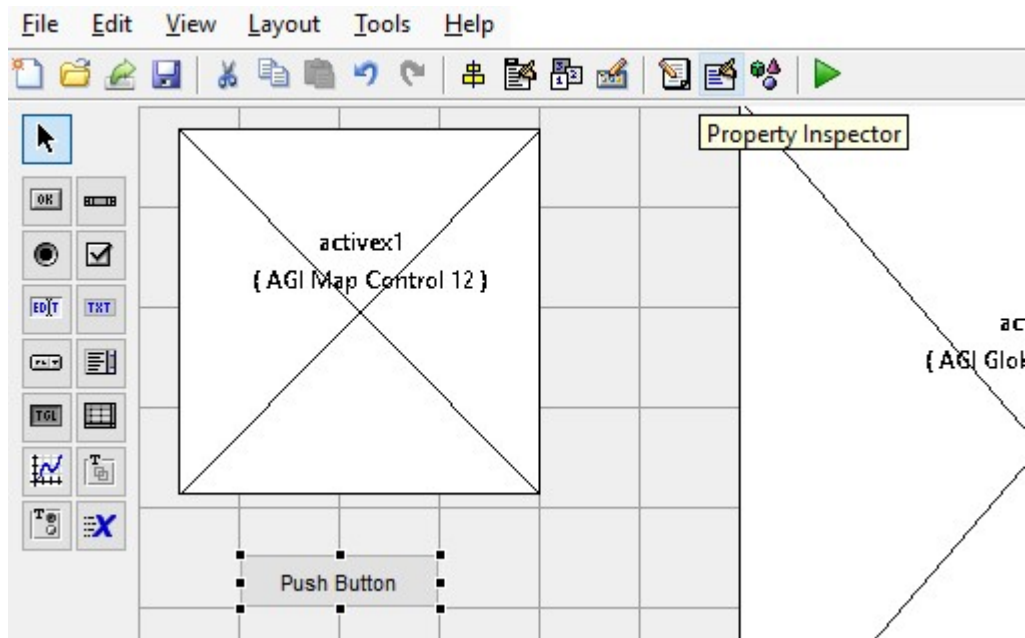 File Edit View Layout Tools Help
Property Inspector
OK
EDIT TXT
TGL
activex1
( AGI Map Control 12 )
ac
( AGI Glob
Push Button